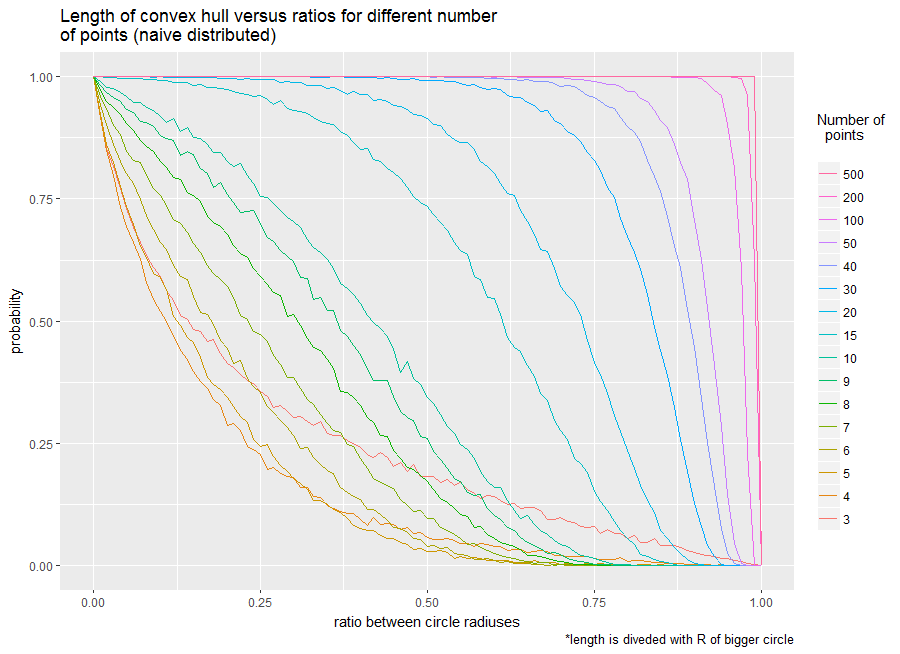 Length of convex hull versus ratios for different number
of points (naive distributed)
1.00
0.75
0.50
0.25
0.00
probability
0.00 0.25 0.50 0.75 1.00
ratio between circle radiuses
*length is diveded with R of bigger circle
Number of
points
500
200
100
50
40
30
20
15
10
9
8
7
6
5
4
3